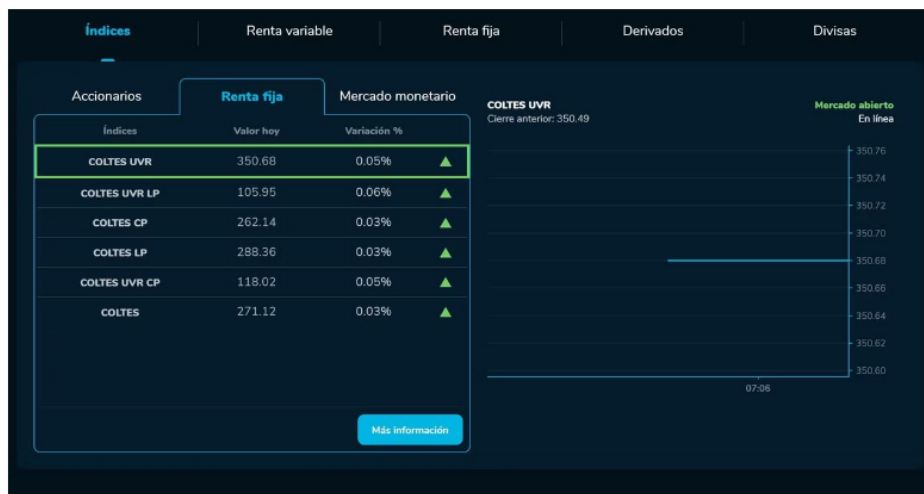 Índices Renta variable Renta fija Derivados Divisas
Accionarios Renta fija Mercado monetario
Índices Valor hoy Variación %
COLTES UVR 350.68 0.05%
COLTES UVR LP 105.95 0.06%
COLTES CP 262.14 0.03%
COLTES LP 288.36 0.03%
COLTES UVR CP 118.02 0.05%
COLTES 271.12 0.03%
Más información
COLTES UVR Mercado abierto
Cierre anterior: 350.49 En línea
350.76
350.74
350.72
350.70
350.68
350.66
350.64
350.62
350.60
07:06